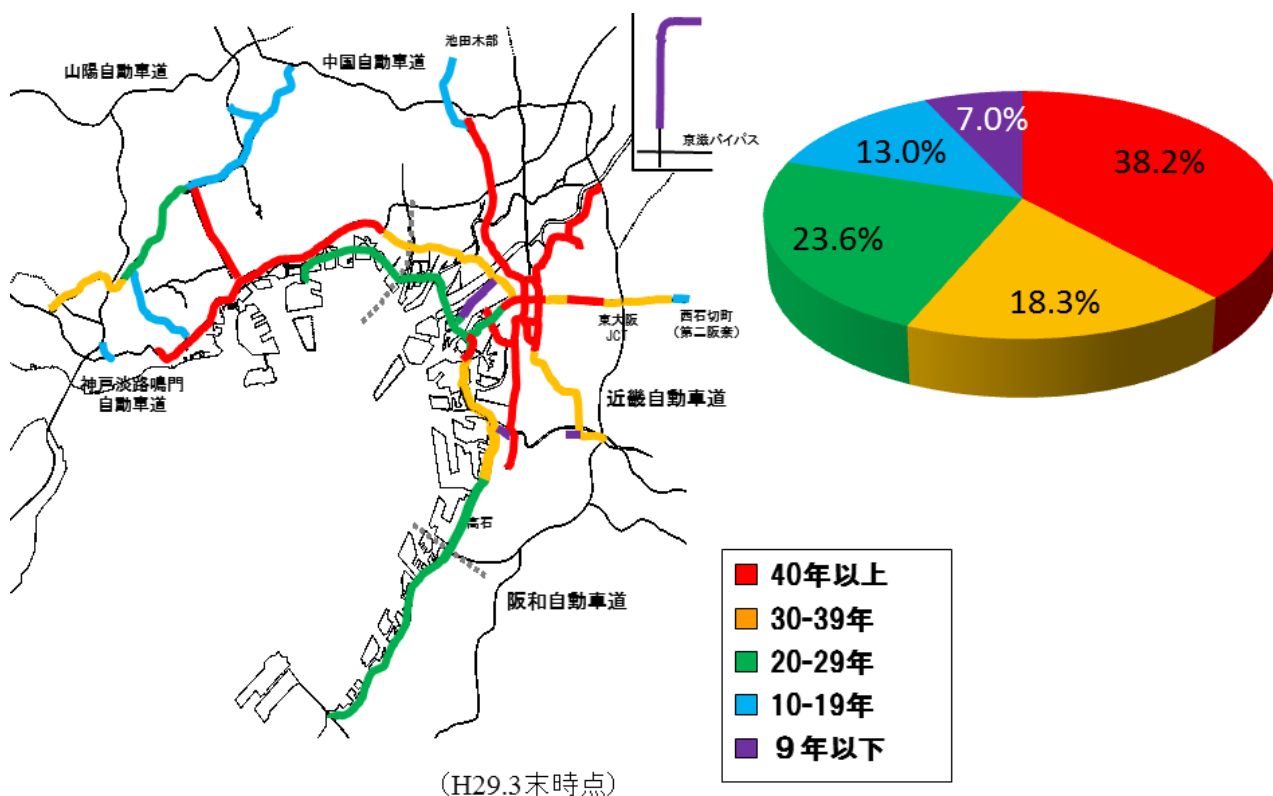 池田木部
中国自動車道
山陽自動車道
京滋バイパス
西石切町
(第二阪奈)
東大阪
JCT
神戸淡路鳴門
自動車道
近畿自動車道
高石
阪和自動車道
(H29.3末時点)
7.0%
38.2%
13.0%
23.6%
18.3%
40年以上
30-39年
20-29年
10-19年
9年以下